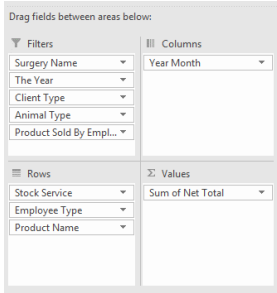 Drag fields between areas below:
Filters
Surgery Name
The Year
Client Type
Animal Type
Product Sold By Empl...
Columns
Year Month
Rows
Stock Service
Employee Type
Product Name
Σ Values
Sum of Net Total